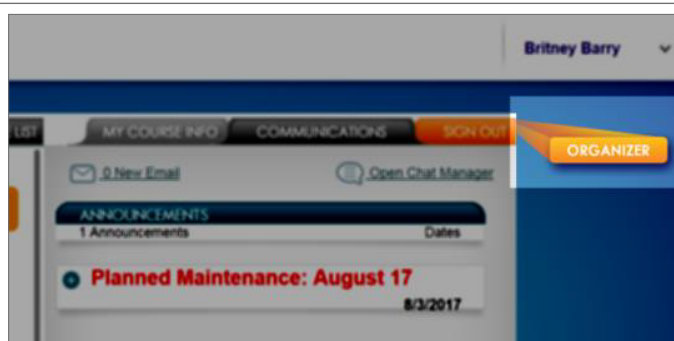 Britney Barry
LIST MY COURSE INFO COMMUNICATIONS SIGN OUT
ORGANIZER
0 New Email Open Chat Manager
ANNOUNCEMENTS
1 Announcements Dates
Planned Maintenance: August 17
8/3/2017